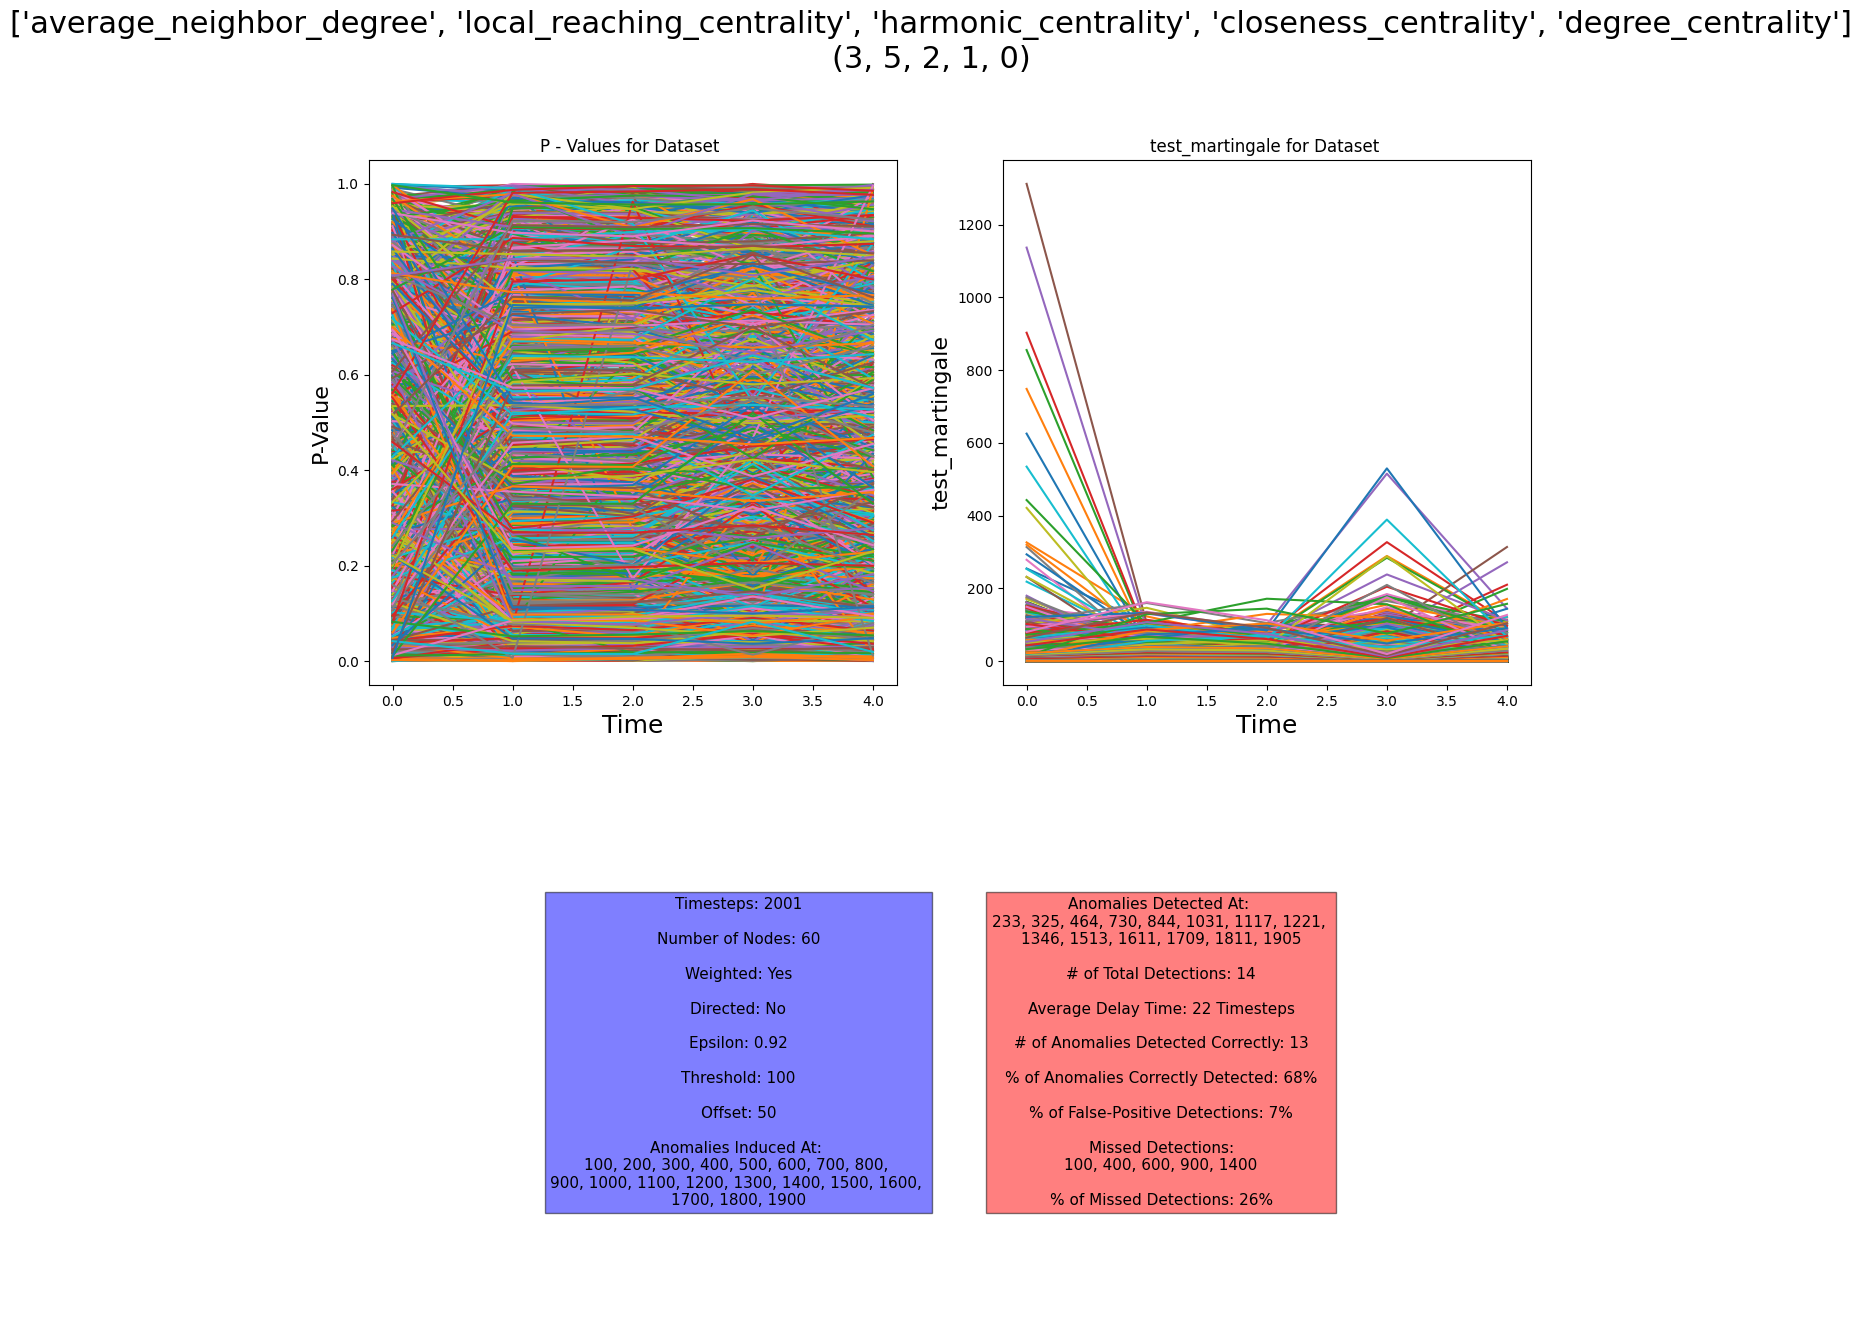 ['average_neighbor_degree', 'local_reaching_centrality', 'harmonic_centrality', 'closeness_centrality', 'degree_centrality']
(3, 5, 2, 1, 0)
P - Values for Dataset
1.0
0.8
0.6
0.4
0.2
0.0
P-Value
0.0 0.5 1.0 1.5 2.0 2.5 3.0 3.5 4.0
Time
test_martingale for Dataset
1200
1000
800
600
400
200
0
test_martingale
0.0 0.5 1.0 1.5 2.0 2.5 3.0 3.5 4.0
Time
Timesteps: 2001
Number of Nodes: 60
Weighted: Yes
Directed: No
Epsilon: 0.92
Threshold: 100
Offset: 50
Anomalies Induced At:
100, 200, 300, 400, 500, 600, 700, 800,
900, 1000, 1100, 1200, 1300, 1400, 1500, 1600,
1700, 1800, 1900
Anomalies Detected At:
233, 325, 464, 730, 844, 1031, 1117, 1221,
1346, 1513, 1611, 1709, 1811, 1905
# of Total Detections: 14
Average Delay Time: 22 Timesteps
# of Anomalies Detected Correctly: 13
% of Anomalies Correctly Detected: 68%
% of False-Positive Detections: 7%
Missed Detections:
100, 400, 600, 900, 1400
% of Missed Detections: 26%